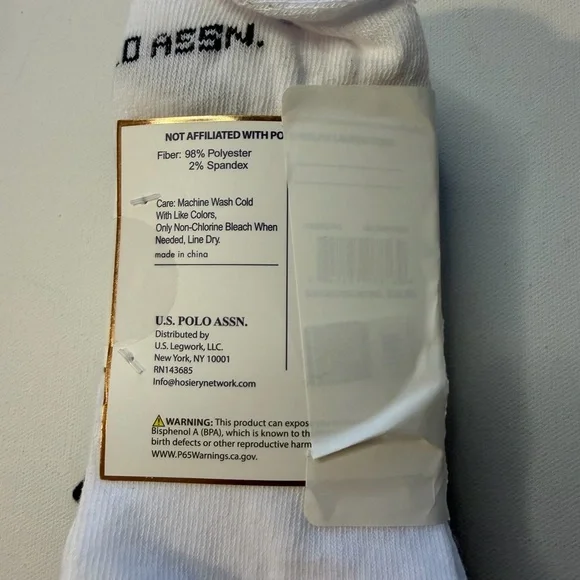 O ASSN.
NOT AFFILIATED WITH PO
Fiber: 98% Polyester
2% Spandex
Care: Machine Wash Cold
With Like Colors,
Only Non-Chlorine Bleach When
Needed, Line Dry.
made in china
U.S. POLO ASSN.
Distributed by
U.S. Legwork, LLC.
New York, NY 10001
RN143685
Info@hosierynetwork.com
WARNING: This product can expos
Bisphenol A (BPA), which is known to th
birth defects or other reproductive harm
www.P65Warnings.ca.gov.